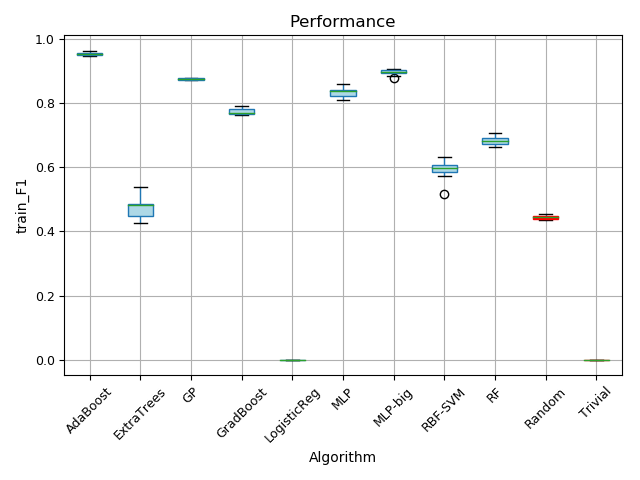 Performance
train_F1
1.0
0.8
0.6
0.4
0.2
0.0
AdaBoost
ExtraTrees
GP
GradBoost
LogisticReg
MLP
MLP-big
RBF-SVM
RF
Random
Trivial
Algorithm